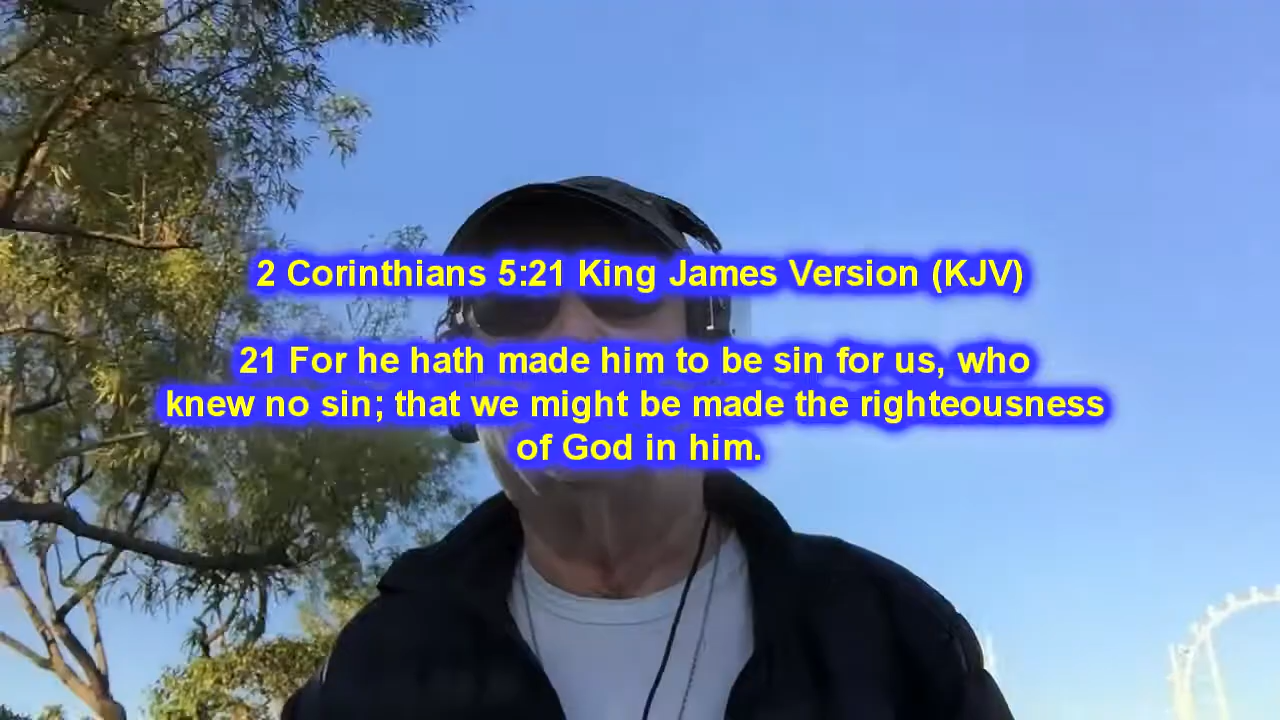 2 Corinthians 5:21 King James Version (KJV)
21 For he hath made him to be sin for us, who
knew no sin; that we might be made the righteousness
of God in him.